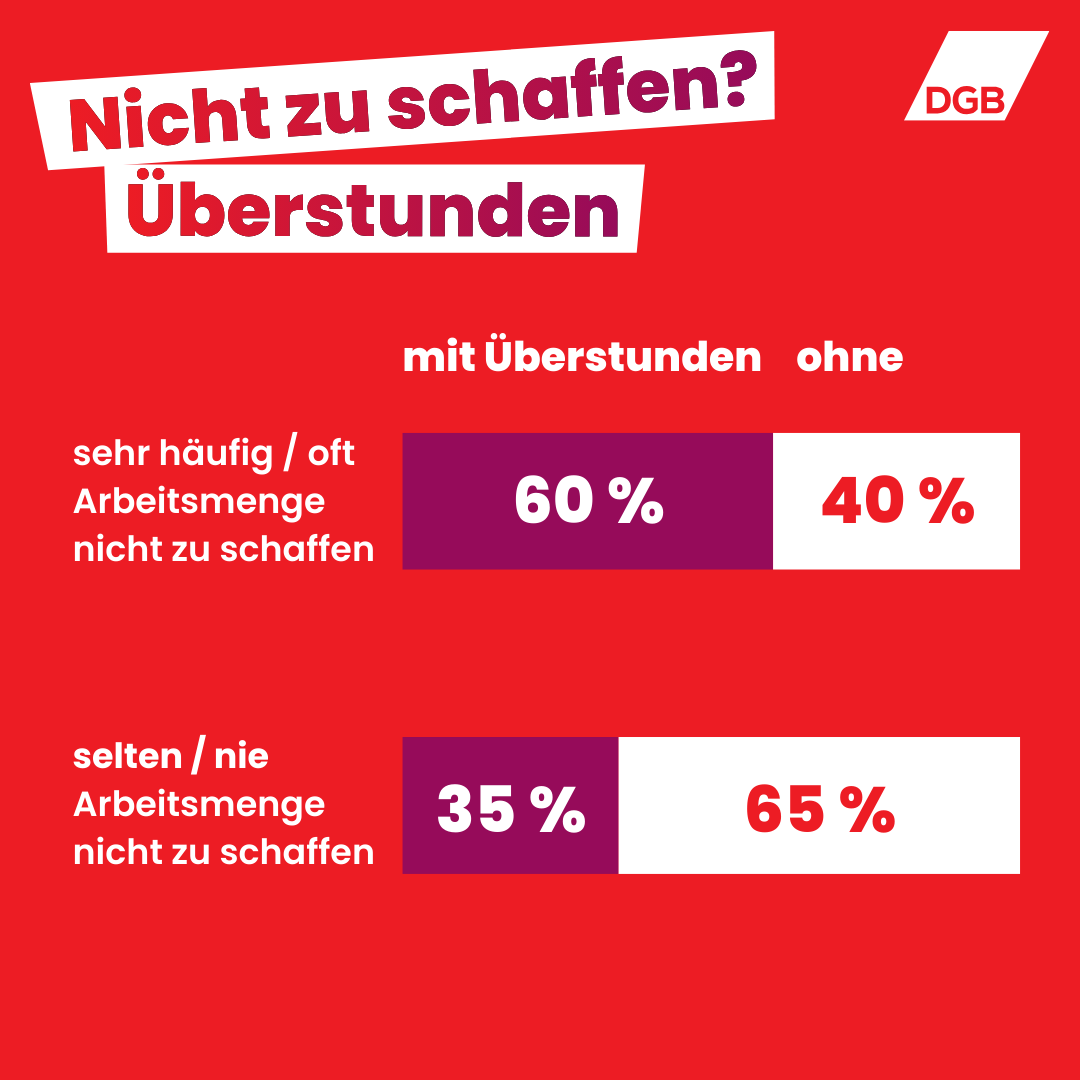 Nicht zu schaffen?
DGB
Überstunden
mit Überstunden ohne
sehr häufig / oft
Arbeitsmenge
nicht zu schaffen
60 % 40 %
selten / nie
Arbeitsmenge
nicht zu schaffen
35 % 65 %